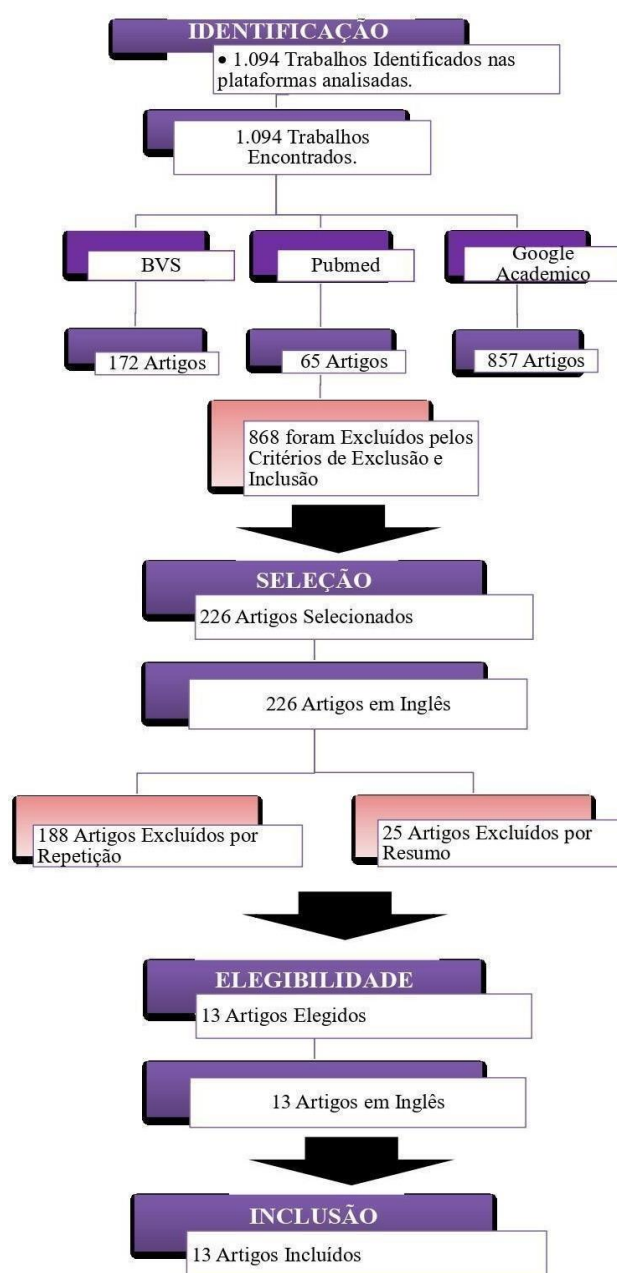 IDENTIFICAÇÃO
• 1.094 Trabalhos Identificados nas
plataformas analisadas.
1.094 Trabalhos
Encontrados.
BVS
Pubmed
Google
Academico
172 Artigos
65 Artigos
857 Artigos
868 foram Excluídos pelos
Critérios de Exclusão e
Inclusão
SELEÇÃO
226 Artigos Selecionados
226 Artigos em Inglês
188 Artigos Excluídos por
Repetição
25 Artigos Excluídos por
Resumo
ELEGIBILIDADE
13 Artigos Elegidos
13 Artigos em Inglês
INCLUSÃO
13 Artigos Incluídos